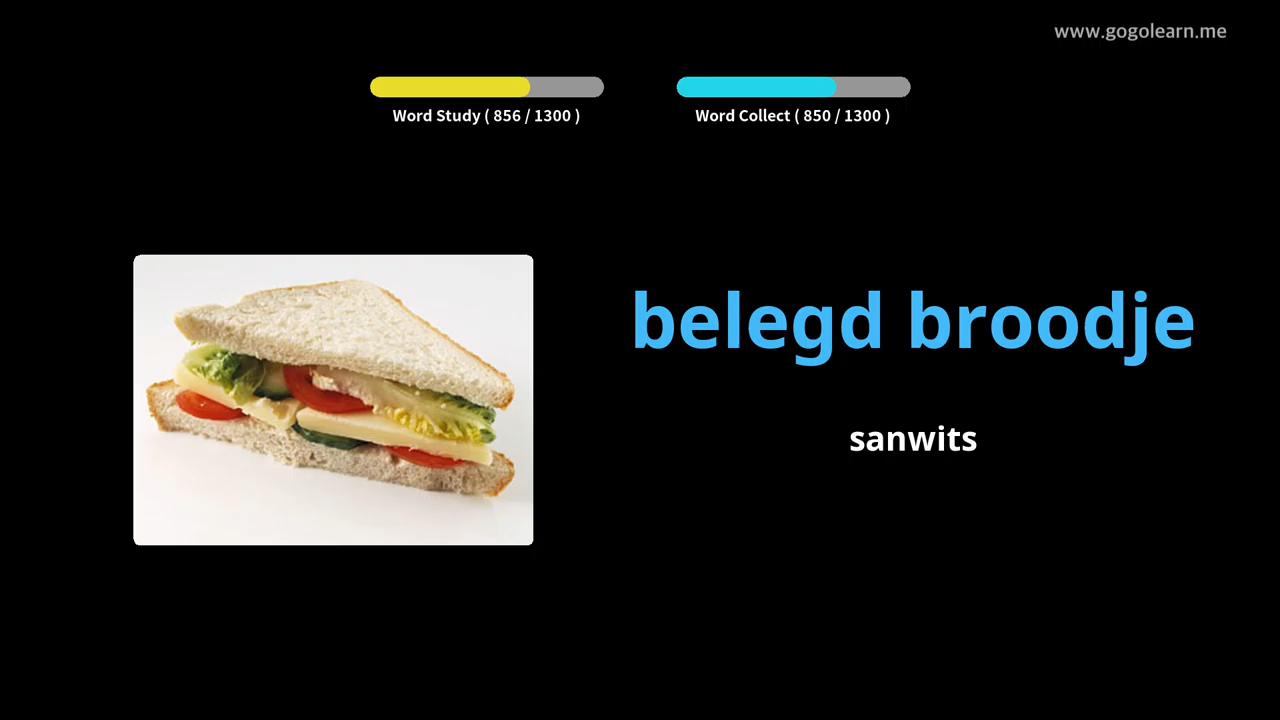 www.gogolearn.me
Word Study ( 856 / 1300 )
Word Collect ( 850 / 1300 )
belegd broodje
sanwits